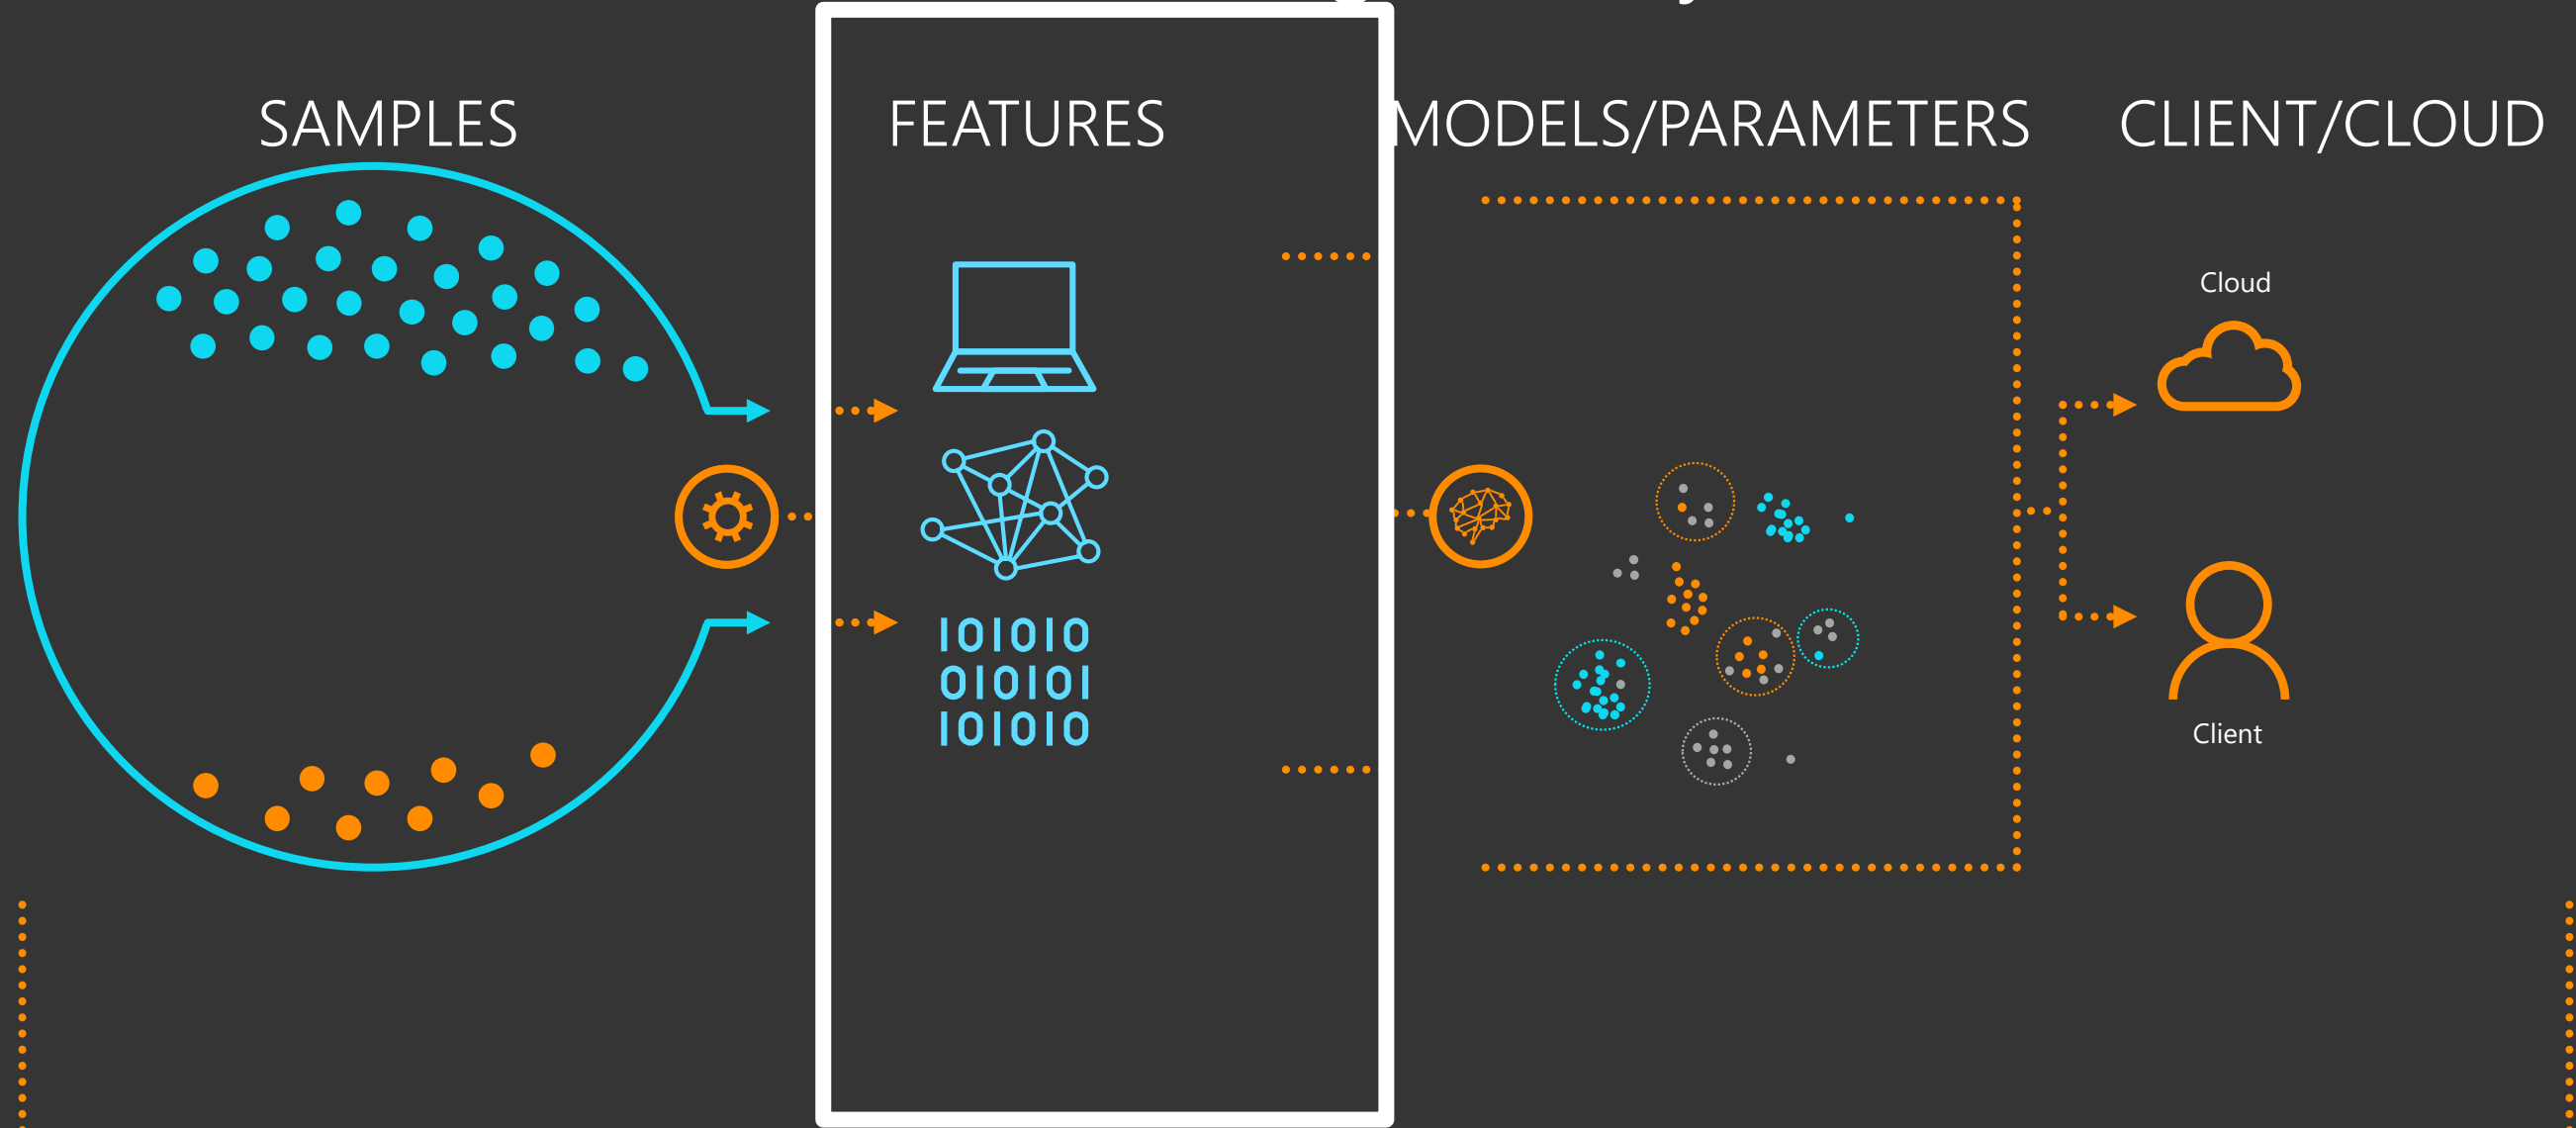 SAMPLES
FEATURES
MODELS/PARAMETERS
CLIENT/CLOUD
Cloud
101010
010101
101010
Client